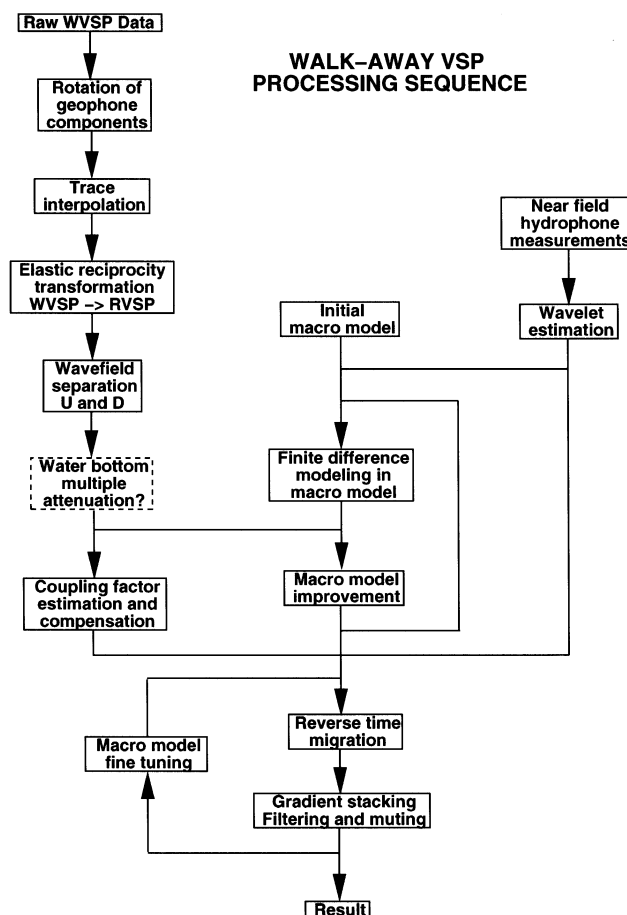 Raw WVSP Data
WALK–AWAY VSP
PROCESSING SEQUENCE
Rotation of
geophone
components
Trace
interpolation
Near field
hydrophone
measurements
Elastic reciprocity
transformation
WVSP –> RVSP
Initial
macro model
Wavelet
estimation
Wavefield
separation
U and D
Water bottom
multiple
attenuation?
Finite difference
modeling in
macro model
Coupling factor
estimation and
compensation
Macro model
improvement
Reverse time
migration
Macro model
fine tuning
Gradient stacking
Filtering and muting
Result